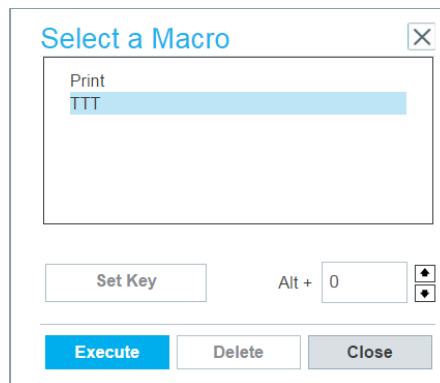 Select a Macro
Print
TTT
Set Key
Alt + 0
Execute Delete Close